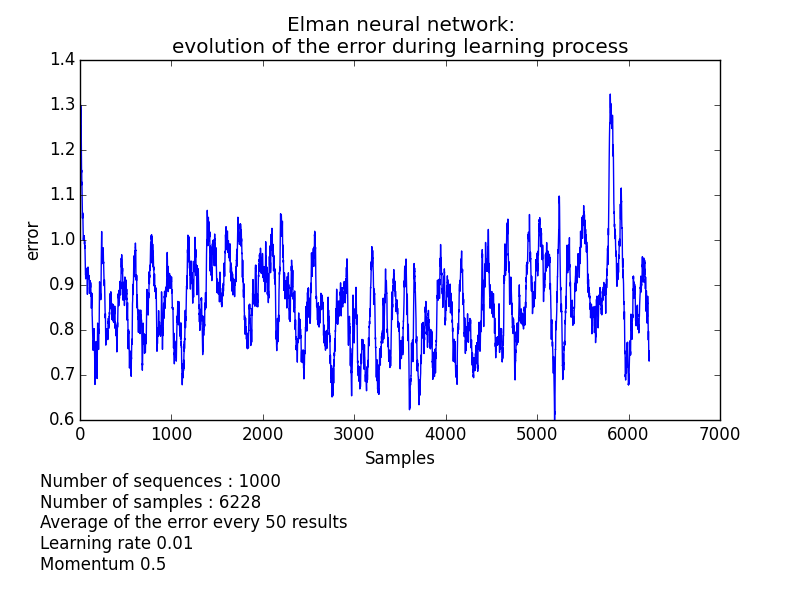 Elman neural network:
evolution of the error during learning process
1.4
1.3
1.2
1.1
1.0
0.9
0.8
0.7
0.6
error
0 1000 2000 3000 4000 5000 6000 7000
Samples
Number of sequences : 1000
Number of samples : 6228
Average of the error every 50 results
Learning rate 0.01
Momentum 0.5